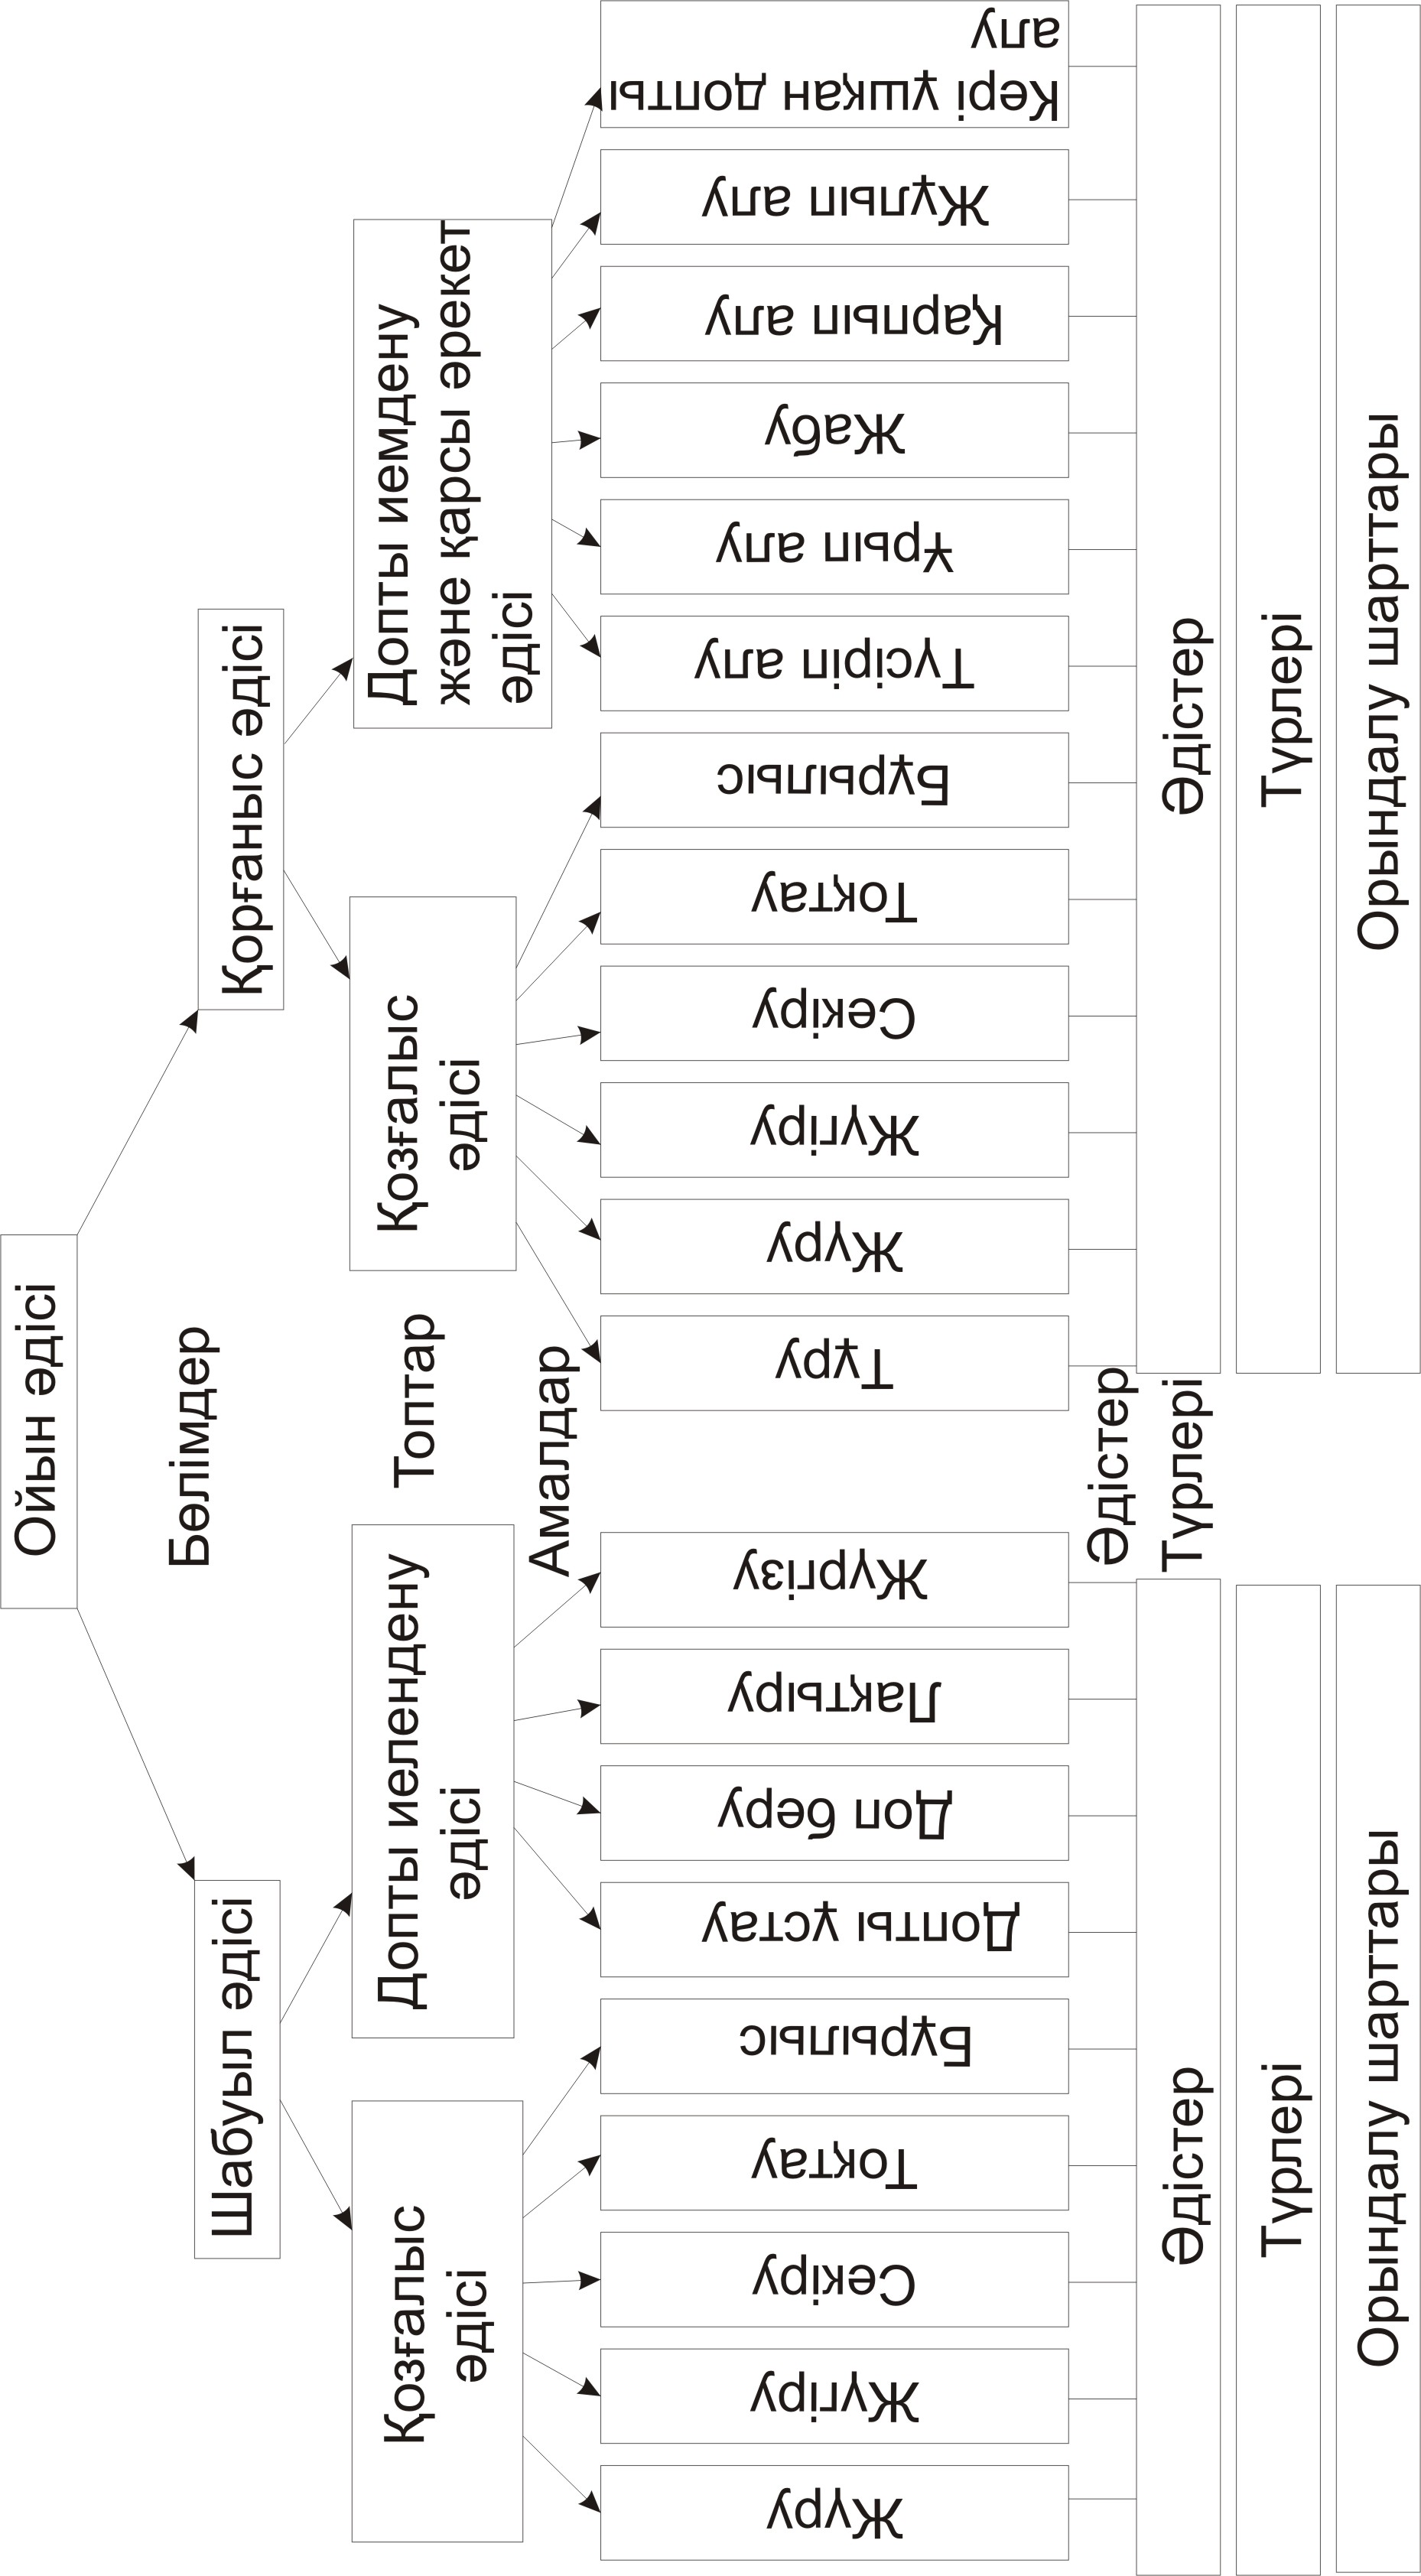 Ойын әдісі
Бөлімдер
Шабуыл әдісі
Қорғаныс әдісі
Топтар
Қозғалыс
әдісі
Допты иелендену
әдісі
Қозғалыс
әдісі
Допты иемдену
және қарсы әрекет
әдісі
Амалдар
Жүру
Жүгіру
Секіру
Тоқтау
Бұрылыс
Допты ұстау
Доп беру
Лақтыру
Жүргізу
Тұру
Жүру
Жүгіру
Секіру
Тоқтау
Бұрылыс
Түсіріп алу
Ұрып алу
Жабу
Қарпып алу
Жұлып алу
Кері ұшқан допты
алу
Әдістер
Әдістер
Әдістер
Түрлері
Түрлері
Түрлері
Орындалу шарттары
Орындалу шарттары